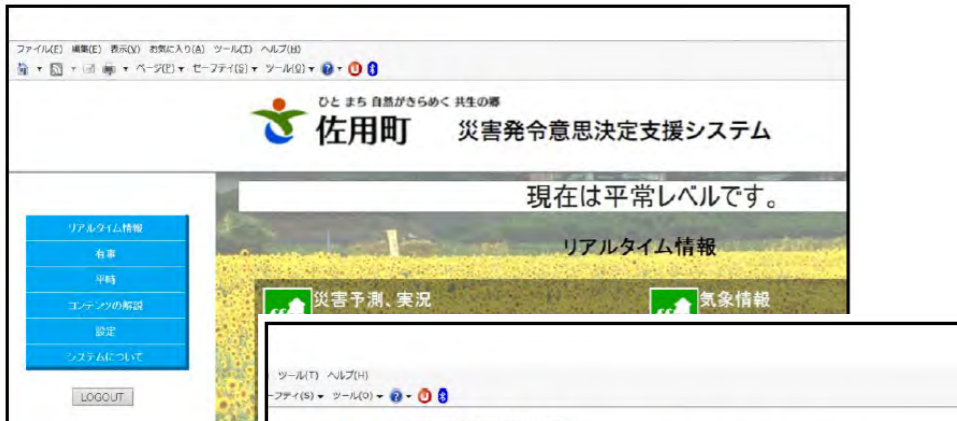 ファイル(F) 編集(E) 表示(V) お気に入り(A) ツール(T) ヘルプ(H)
ページ(P) セーフティ(S) ツール(O)
ひと まち 自然がきらめく 共生の郷
佐用町 災害発令意思決定支援システム
現在は平常レベルです。
リアルタイム情報
リアルタイム情報
有事
平時
コンテンツの解説
設定
システムについて
LOGOUT
災害予測、実況
気象情報
ツール(T) ヘルプ(H)
ーフティ(S) ツール(O)